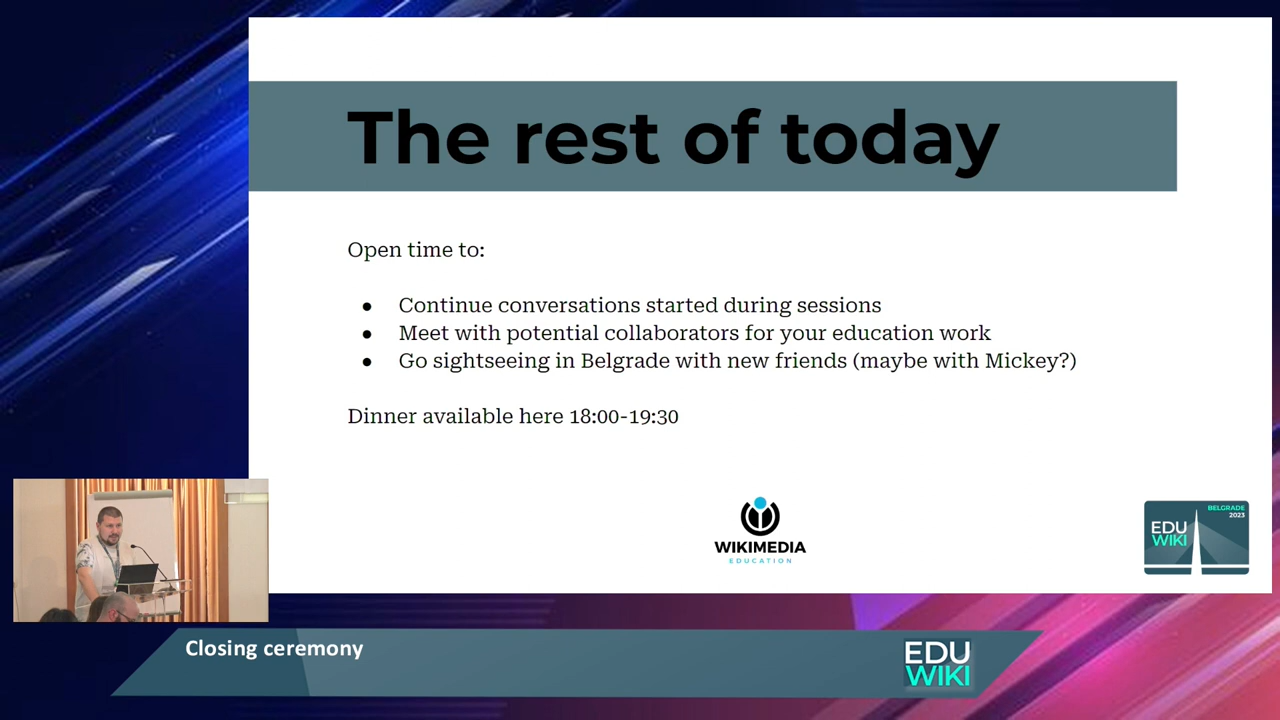 The rest of today
Open time to:
● Continue conversations started during sessions
● Meet with potential collaborators for your education work
● Go sightseeing in Belgrade with new friends (maybe with Mickey?)
Dinner available here 18:00-19:30
WIKIMEDIA
EDUCATION
BELGRADE
2023
EDU
WIKI
Closing ceremony
EDU
WIKI